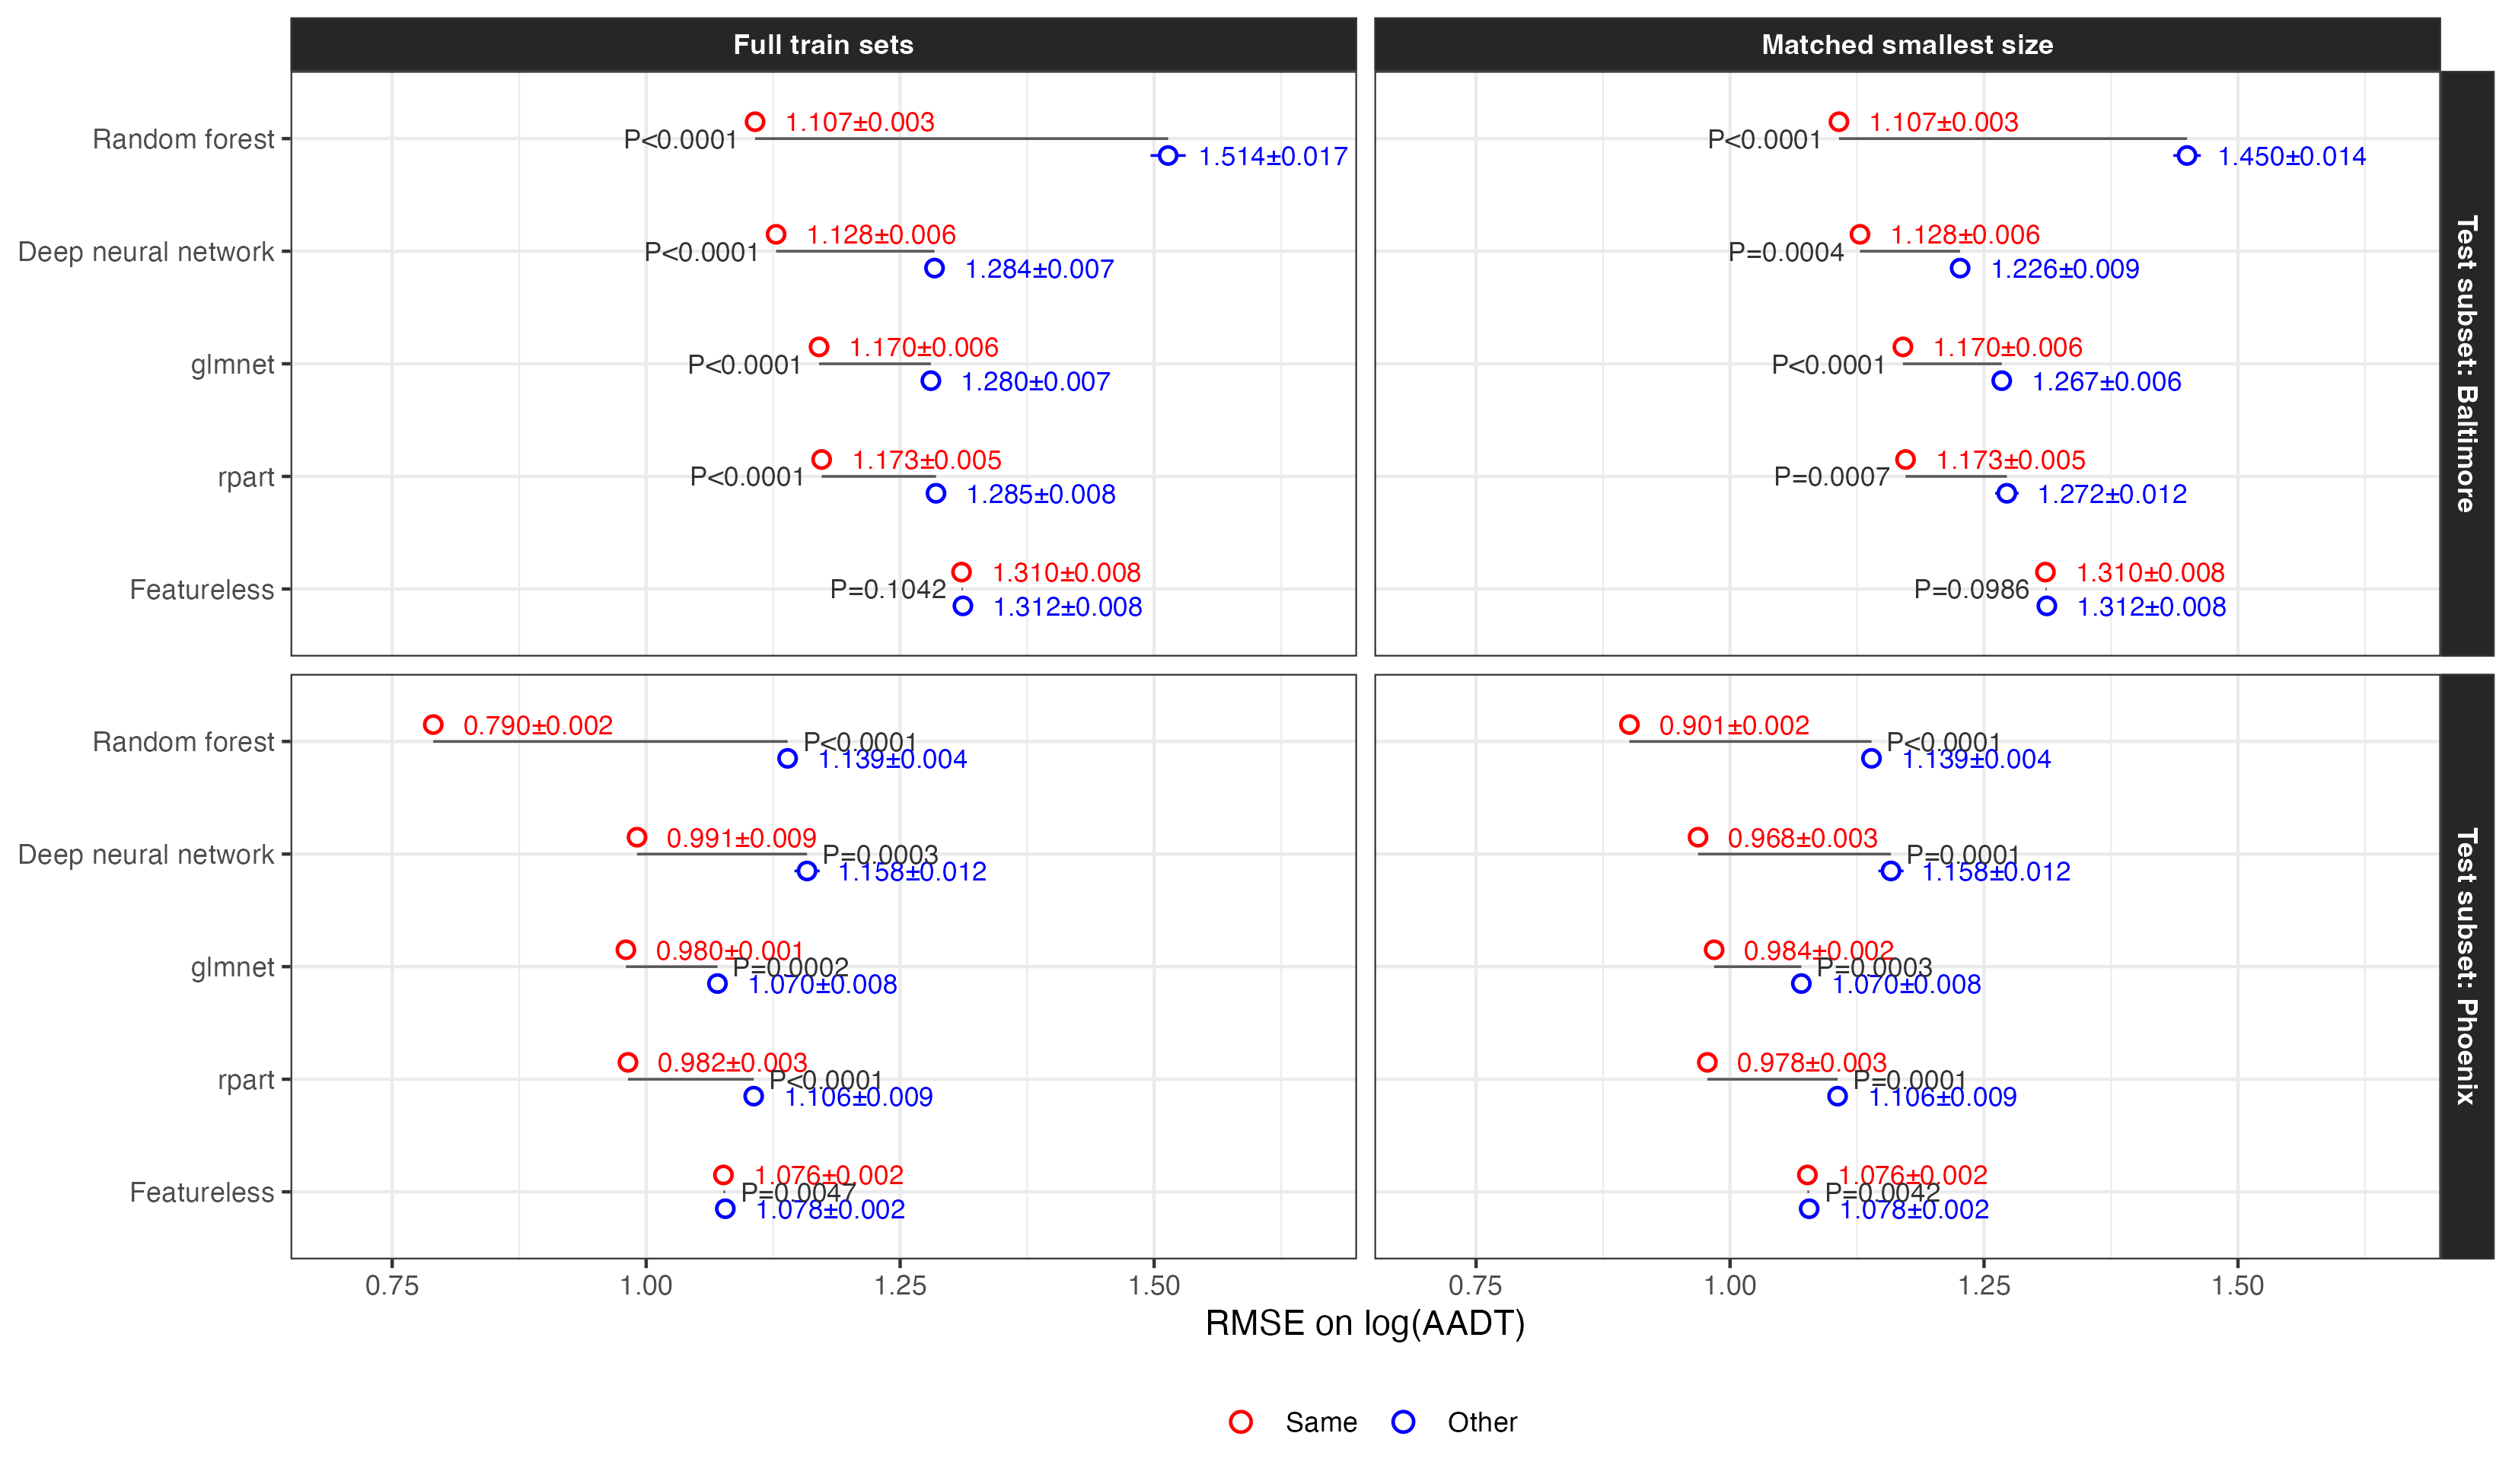 Full train sets
Matched smallest size
Test subset: Baltimore
Random forest
P<0.0001
1.107±0.003
1.514±0.017
P<0.0001
1.107±0.003
1.450±0.014
Deep neural network
P<0.0001
1.128±0.006
1.284±0.007
P=0.0004
1.128±0.006
1.226±0.009
glmnet
P<0.0001
1.170±0.006
1.280±0.007
P<0.0001
1.170±0.006
1.267±0.006
rpart
P<0.0001
1.173±0.005
1.285±0.008
P=0.0007
1.173±0.005
1.272±0.012
Featureless
P=0.1042
1.310±0.008
1.312±0.008
P=0.0986
1.310±0.008
1.312±0.008
Test subset: Phoenix
Random forest
0.790±0.002
P<0.0001
1.139±0.004
0.901±0.002
P<0.0001
1.139±0.004
Deep neural network
0.991±0.009
P=0.0003
1.158±0.012
0.968±0.003
P=0.0001
1.158±0.012
glmnet
0.980±0.001
P=0.0002
1.070±0.008
0.984±0.002
P=0.0003
1.070±0.008
rpart
0.982±0.003
P<0.0001
1.106±0.009
0.978±0.003
P=0.0001
1.106±0.009
Featureless
1.076±0.002
P=0.0047
1.078±0.002
1.076±0.002
P=0.0042
1.078±0.002
0.75 1.00 1.25 1.50
0.75 1.00 1.25 1.50
RMSE on log(AADT)
Same Other